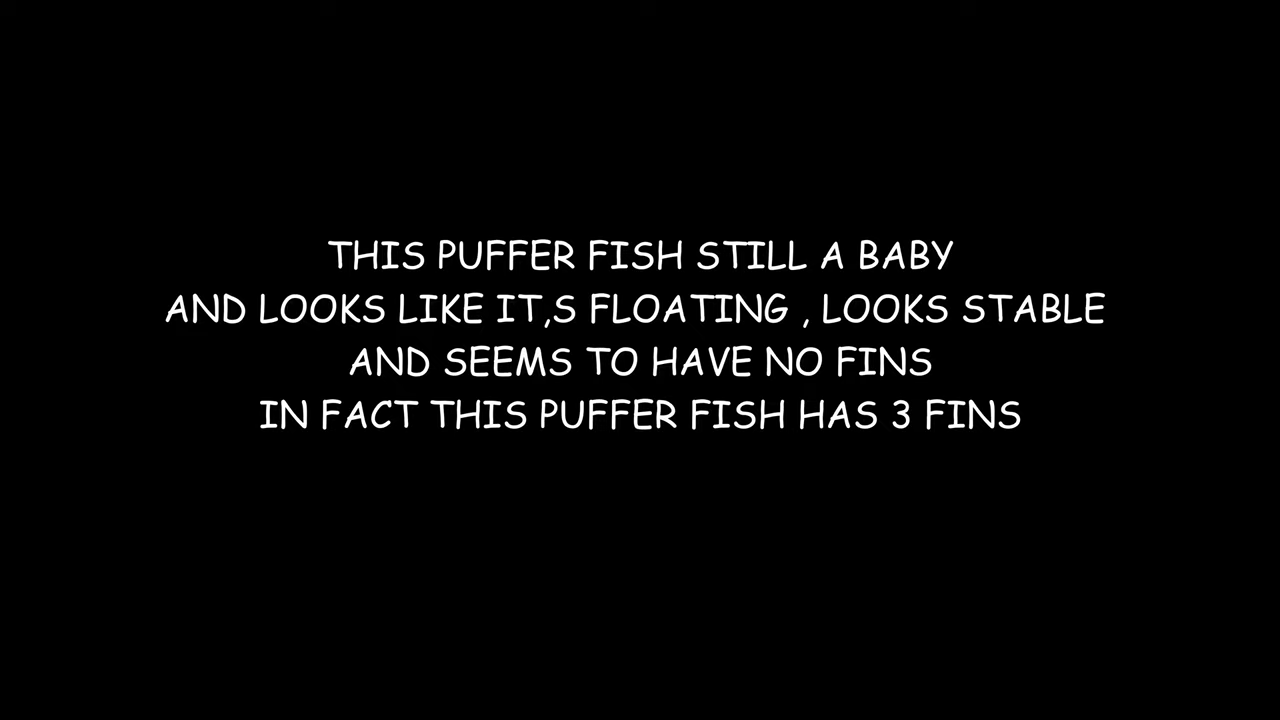 THIS PUFFER FISH STILL A BABY
AND LOOKS LIKE IT,S FLOATING , LOOKS STABLE
AND SEEMS TO HAVE NO FINS
IN FACT THIS PUFFER FISH HAS 3 FINS